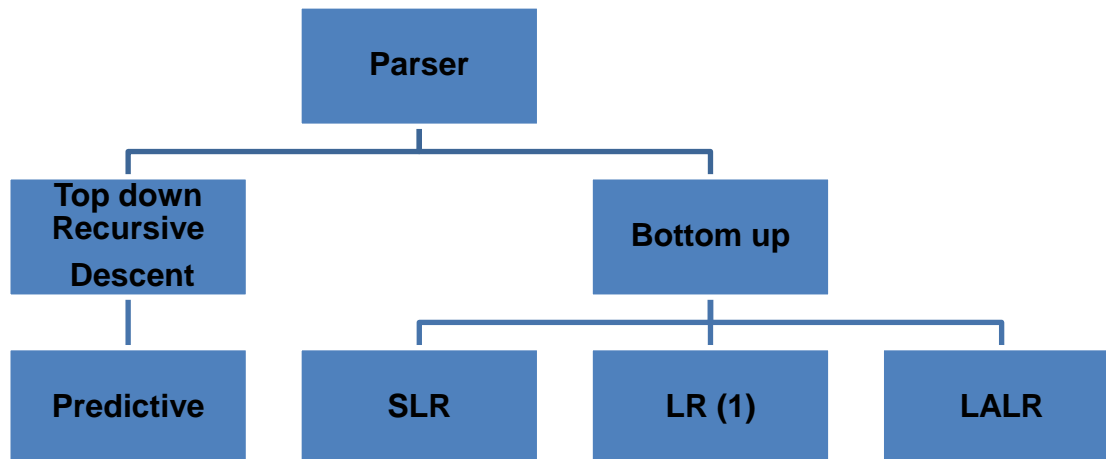 Parser
Top down
Recursive
Descent
Bottom up
Predictive
SLR
LR (1)
LALR